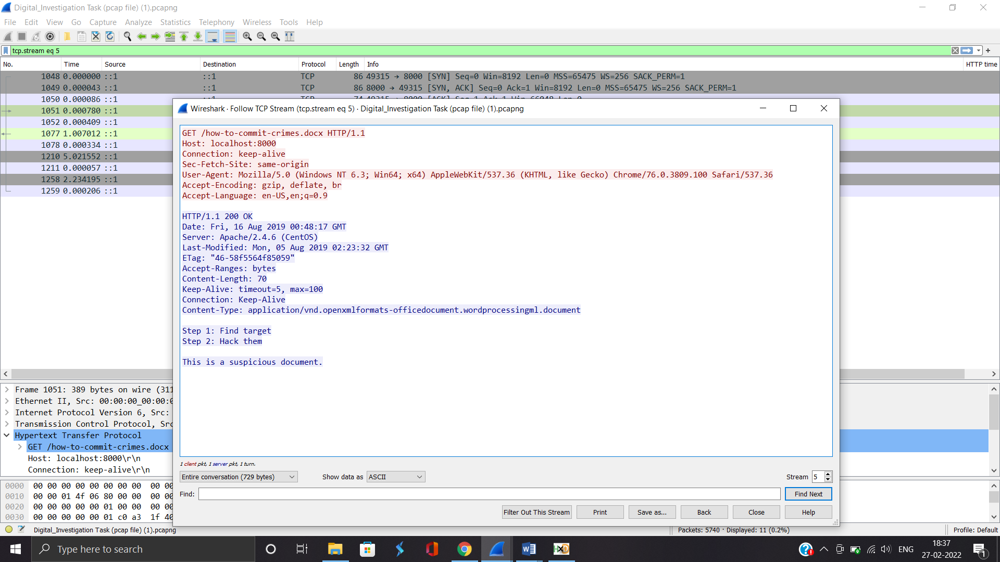 Digital_Investigation Task (pcap file) (1).pcapng
File Edit View Go Capture Analyze Statistics Telephony Wireless Tools Help
tcp.stream eq 5
No. Time Source Destination Protocol Length Info HTTP time
1048 0.000000 ::1 ::1 TCP 86 49315 → 8000 [SYN] Seq=0 Win=8192 Len=0 MSS=65475 WS=256 SACK_PERM=1
1049 0.000043 ::1 ::1 TCP 86 8000 → 49315 [SYN, ACK] Seq=0 Ack=1 Win=8192 Len=0 MSS=65475 WS=256 SACK_PERM=1
1050 0.000086 ::1 ::1 TCP 74 49315 → 8000 [ACK] Seq=1 Ack=1 Win=66048 Len=0
1051 0.000780 ::1
1052 0.000409 ::1
1077 1.007012 ::1
1078 0.000334 ::1
1210 5.021552 ::1
1211 0.000057 ::1
1258 2.234195 ::1
1259 0.000206 ::1
Wireshark · Follow TCP Stream (tcp.stream eq 5) · Digital_Investigation Task (pcap file) (1).pcapng
GET /how-to-commit-crimes.docx HTTP/1.1
Host: localhost:8000
Connection: keep-alive
Sec-Fetch-Site: same-origin
User-Agent: Mozilla/5.0 (Windows NT 6.3; Win64; x64) AppleWebKit/537.36 (KHTML, like Gecko) Chrome/76.0.3809.100 Safari/537.36
Accept-Encoding: gzip, deflate, br
Accept-Language: en-US,en;q=0.9
HTTP/1.1 200 OK
Date: Fri, 16 Aug 2019 00:48:17 GMT
Server: Apache/2.4.6 (CentOS)
Last-Modified: Mon, 05 Aug 2019 02:23:32 GMT
ETag: "46-58f5564f85059"
Accept-Ranges: bytes
Content-Length: 70
Keep-Alive: timeout=5, max=100
Connection: Keep-Alive
Content-Type: application/vnd.openxmlformats-officedocument.wordprocessingml.document
Step 1: Find target
Step 2: Hack them
This is a suspicious document.
1 client pkt, 1 server pkt, 1 turn.
Entire conversation (729 bytes) Show data as ASCII Stream 5
Find: Find Next
Filter Out This Stream Print Save as... Back Close Help
Frame 1051: 389 bytes on wire (311
Ethernet II, Src: 00:00:00_00:00:0
Internet Protocol Version 6, Src:
Transmission Control Protocol, Src
Hypertext Transfer Protocol
GET /how-to-commit-crimes.docx
Host: localhost:8000\r\n
Connection: keep-alive\r\n
0000 00 00 00 00 00 00 00 00 00 00
0010 00 00 01 4f 06 80 00 00 00 00
0020 00 00 00 00 00 01 00 00 00 00
0030 00 00 00 00 00 01 c0 a3 1f 40
Digital_Investigation Task (pcap file) (1).pcapng
Packets: 5740 · Displayed: 11 (0.2%)
Profile: Default
Type here to search
ENG
18:37
27-02-2022
1